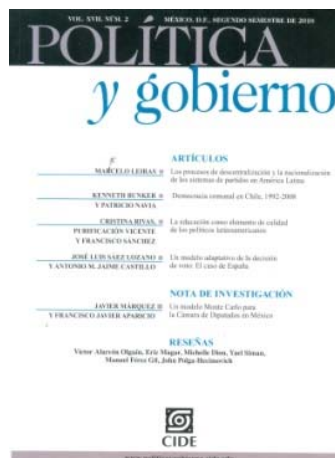 VOL. XVII, NÚM. 2 MÉXICO, D.F., SEGUNDO SEMESTRE DE 2010
POLÍTICA
y gobierno
ARTÍCULOS
MARCELO LEIRAS Los procesos de descentralización y la nacionalización
de los sistemas de partidos en América Latina
KENNETH BUNKER Democracia comunal en Chile, 1992-2008
Y PATRICIO NAVIA
CRISTINA RIVAS, La educación como elemento de calidad
PURIFICACIÓN VICENTE de los políticos latinoamericanos
Y FRANCISCO SÁNCHEZ
JOSÉ LUIS SÁEZ LOZANO Un modelo adaptativo de la decisión
Y ANTONIO M. JAIME CASTILLO de voto: El caso de España
NOTA DE INVESTIGACIÓN
JAVIER MÁRQUEZ Un modelo Monte Carlo para
Y FRANCISCO JAVIER APARICIO la Cámara de Diputados en México
RESEÑAS
Víctor Alarcón Olguín, Eric Magar, Michelle Dion, Yael Siman,
Manuel Pérez Gil, John Polga-Hecimovich
CIDE